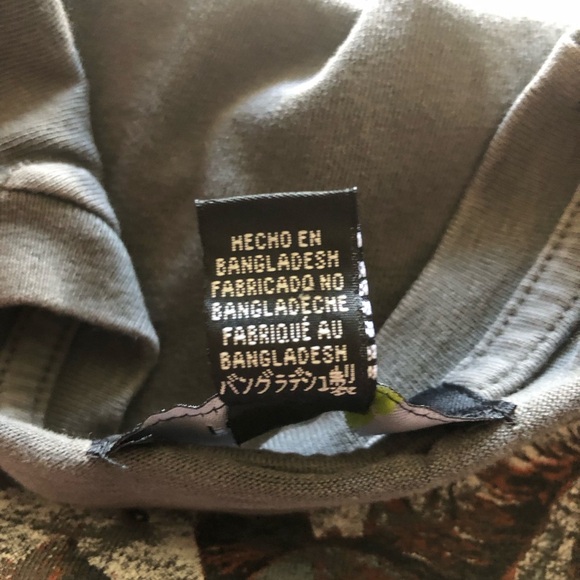 HECHO EN
BANGLADESH
FABRICADO NO
BANGLADECHE
FABRIQUÉ AU
BANGLADESH
バングラデシュ製